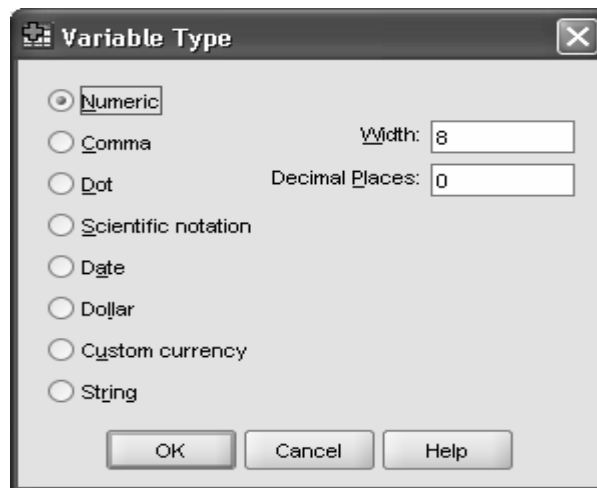 Variable Type
Numeric
Comma
Width: 8
Dot
Decimal Places: 0
Scientific notation
Date
Dollar
Custom currency
String
OK Cancel Help